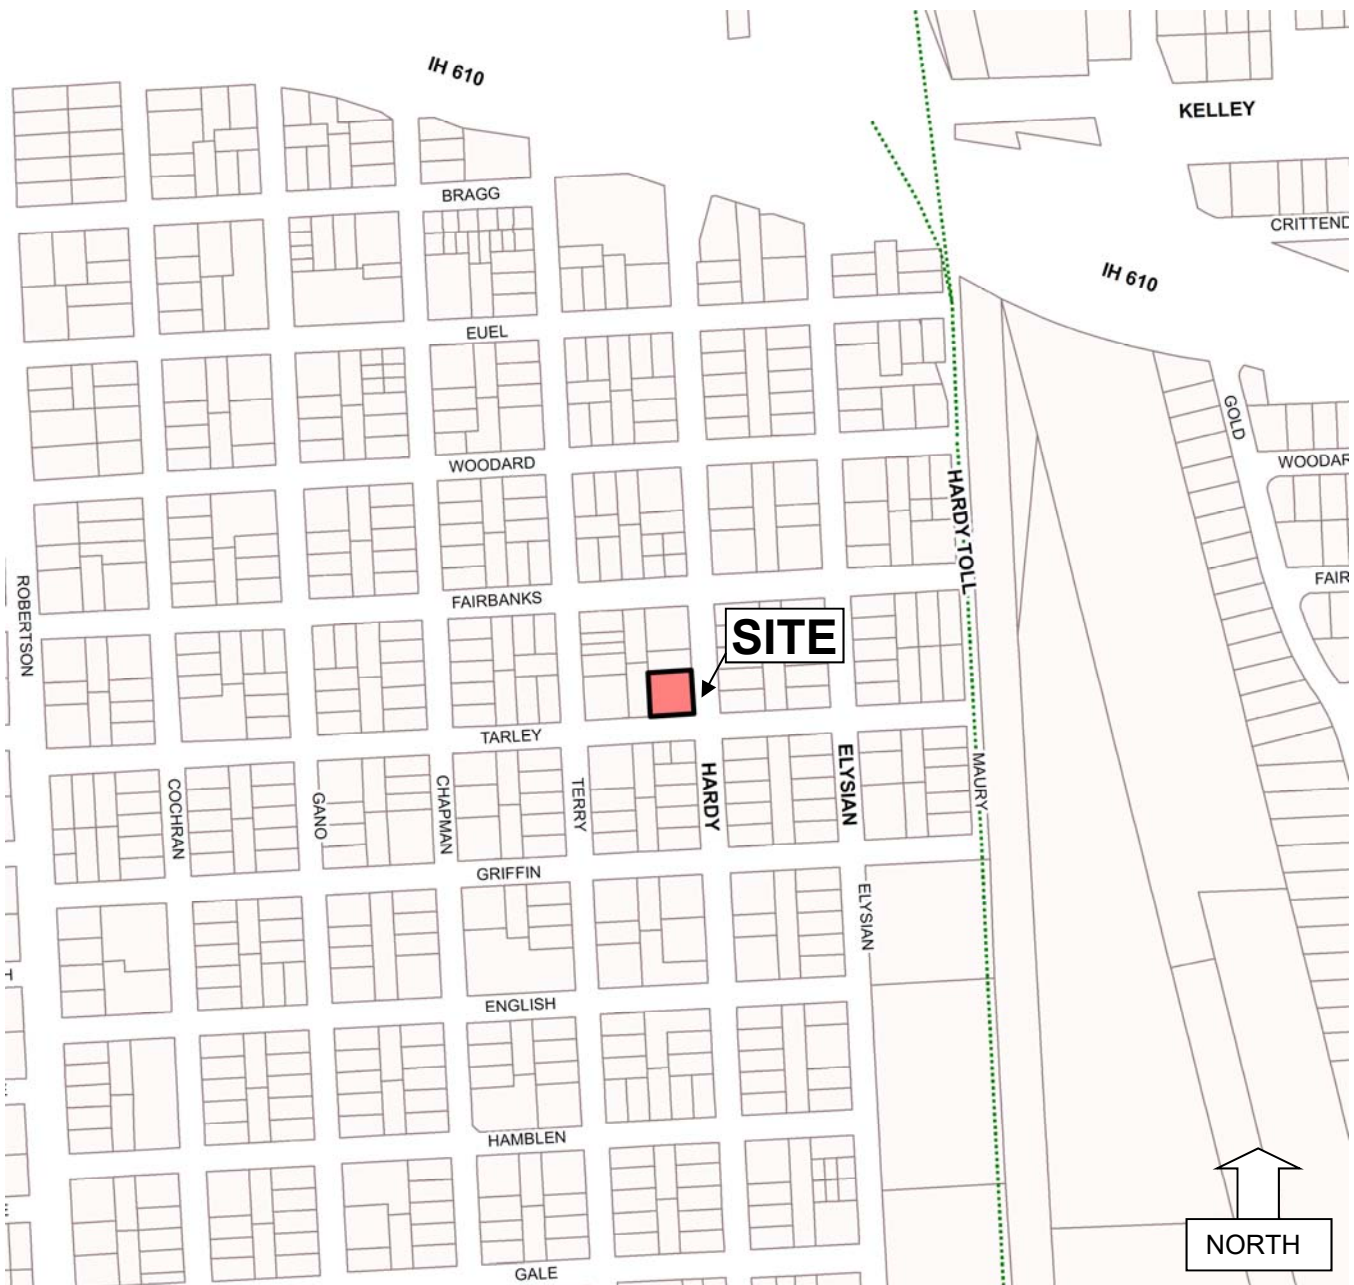 IH 610
KELLEY
BRAGG
CRITTEND
IH 610
EUEL
GOLD
WOODARD
WOODAR
HARDY TOLL
FAIRBANKS
FAIR
ROBERTSON
SITE
TARLEY
COCHRAN
GANO
CHAPMAN
TERRY
HARDY
ELYSIAN
MAURY
GRIFFIN
ELYSIAN
ENGLISH
HAMBLEN
NORTH
GALE